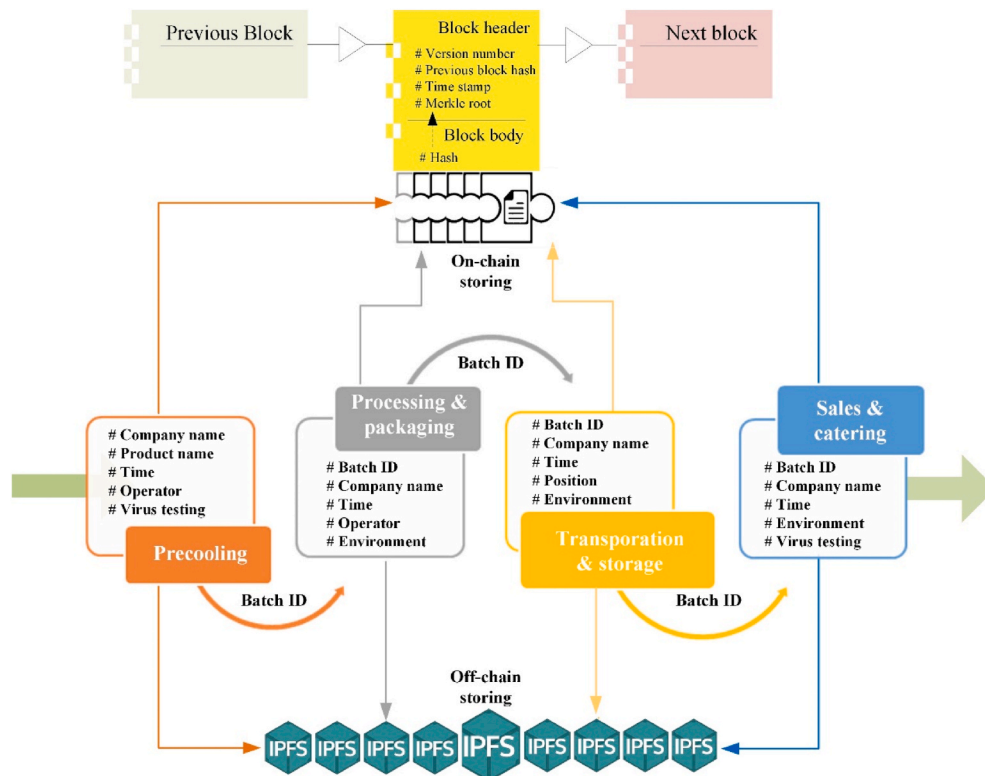 Previous Block
Block header
# Version number
# Previous block hash
# Time stamp
# Merkle root
Block body
# Hash
Next block
On-chain
storing
Batch ID
# Company name
# Product name
# Time
# Operator
# Virus testing
Precooling
Processing &
packaging
# Batch ID
# Company name
# Time
# Operator
# Environment
# Batch ID
# Company name
# Time
# Position
# Environment
Transporation
& storage
Sales &
catering
# Batch ID
# Company name
# Time
# Environment
# Virus testing
Batch ID
Batch ID
Off-chain
storing
IPFS
IPFS
IPFS
IPFS
IPFS
IPFS
IPFS
IPFS
IPFS